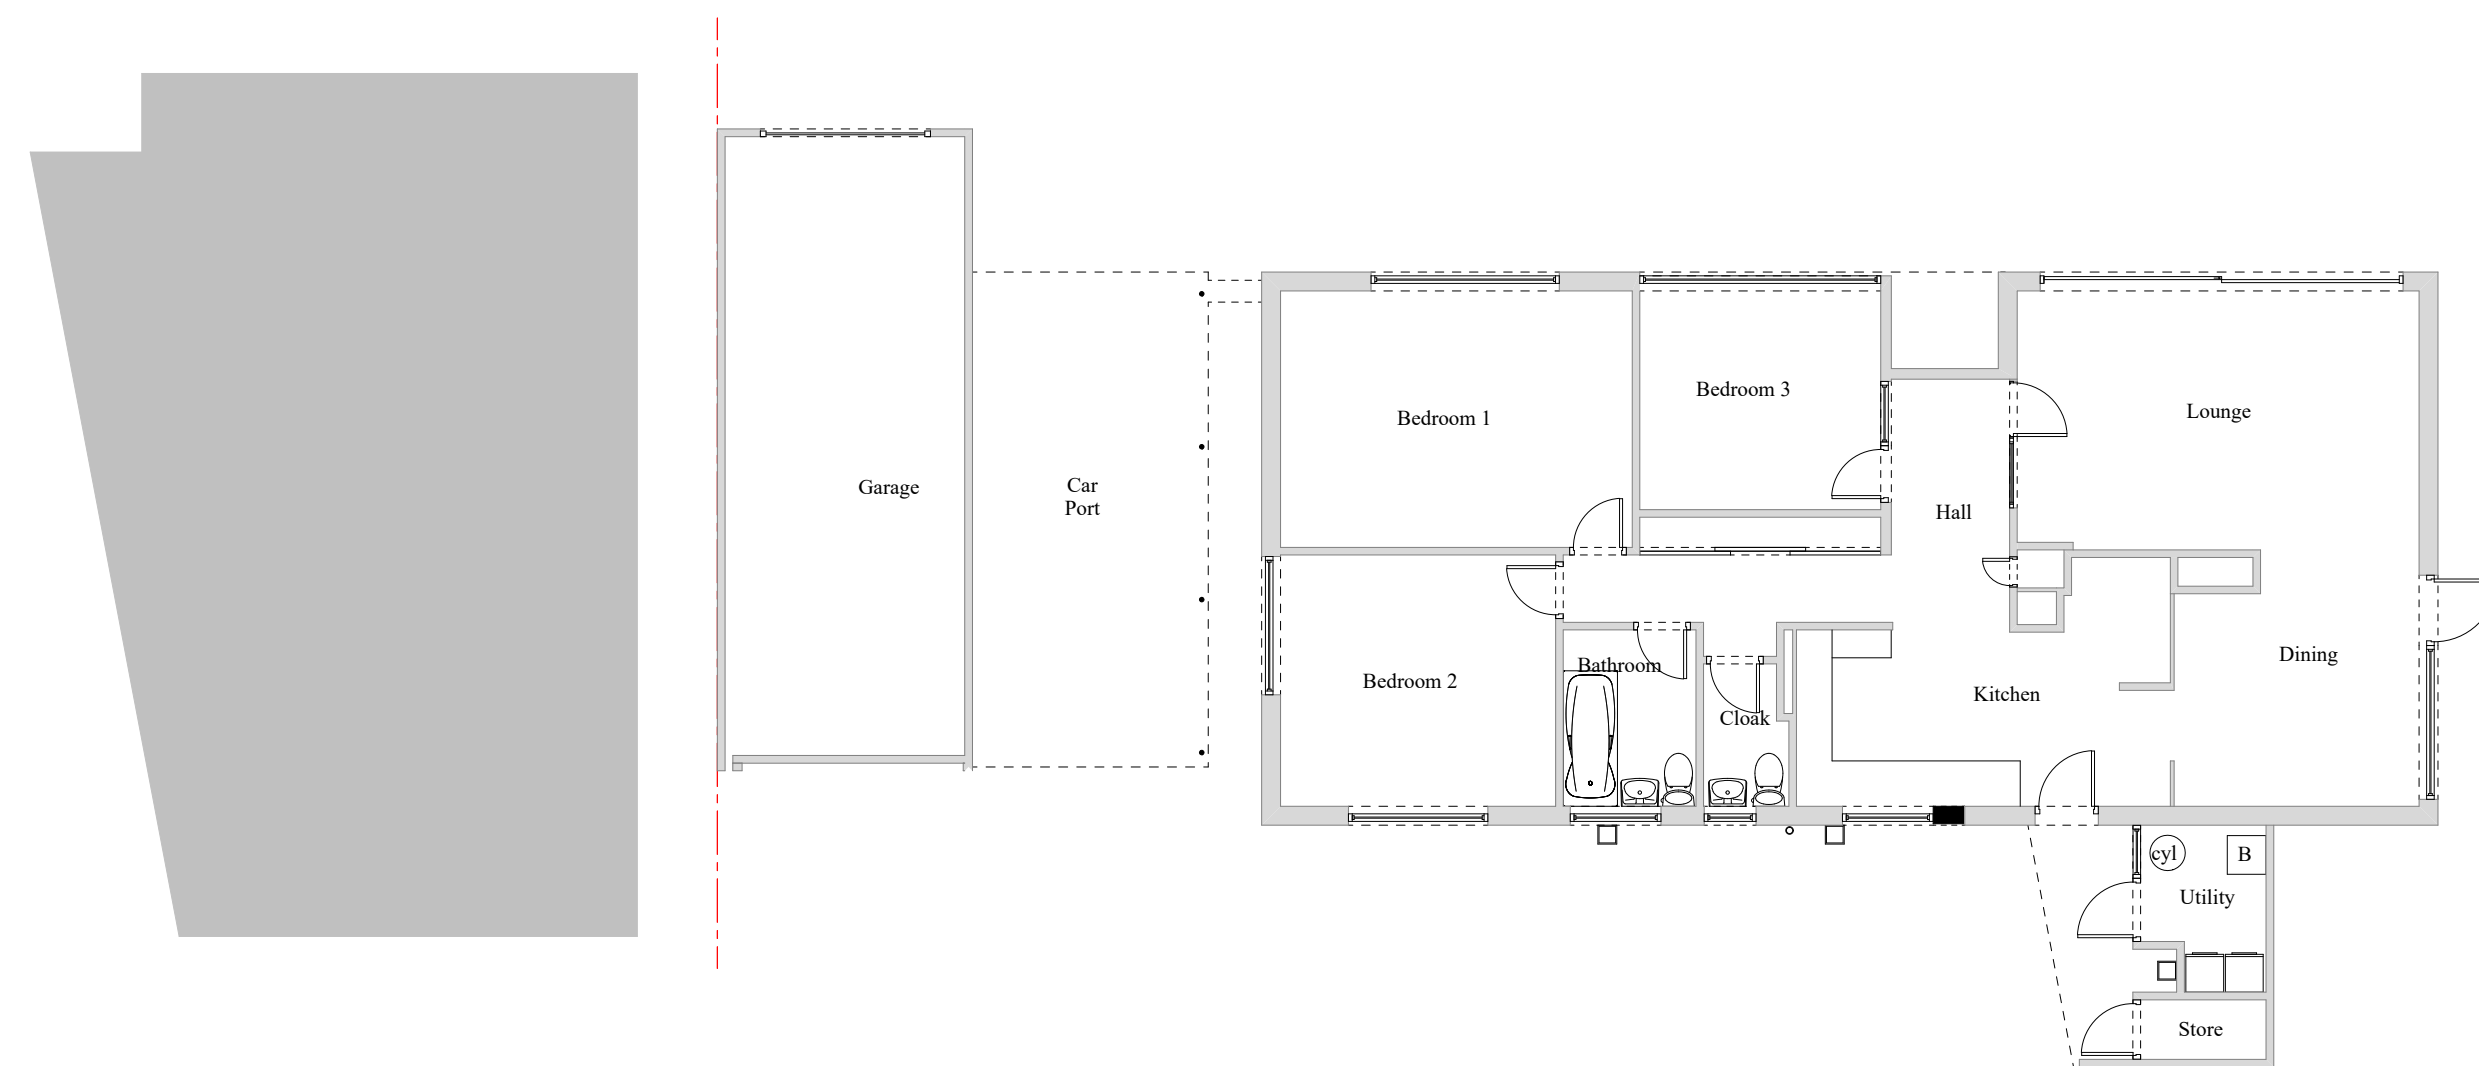 Garage
Car
Port
Bedroom 1
Bedroom 3
Lounge
Hall
Bedroom 2
Bathroom
Cloak
Kitchen
Dining
cyl
B
Utility
Store